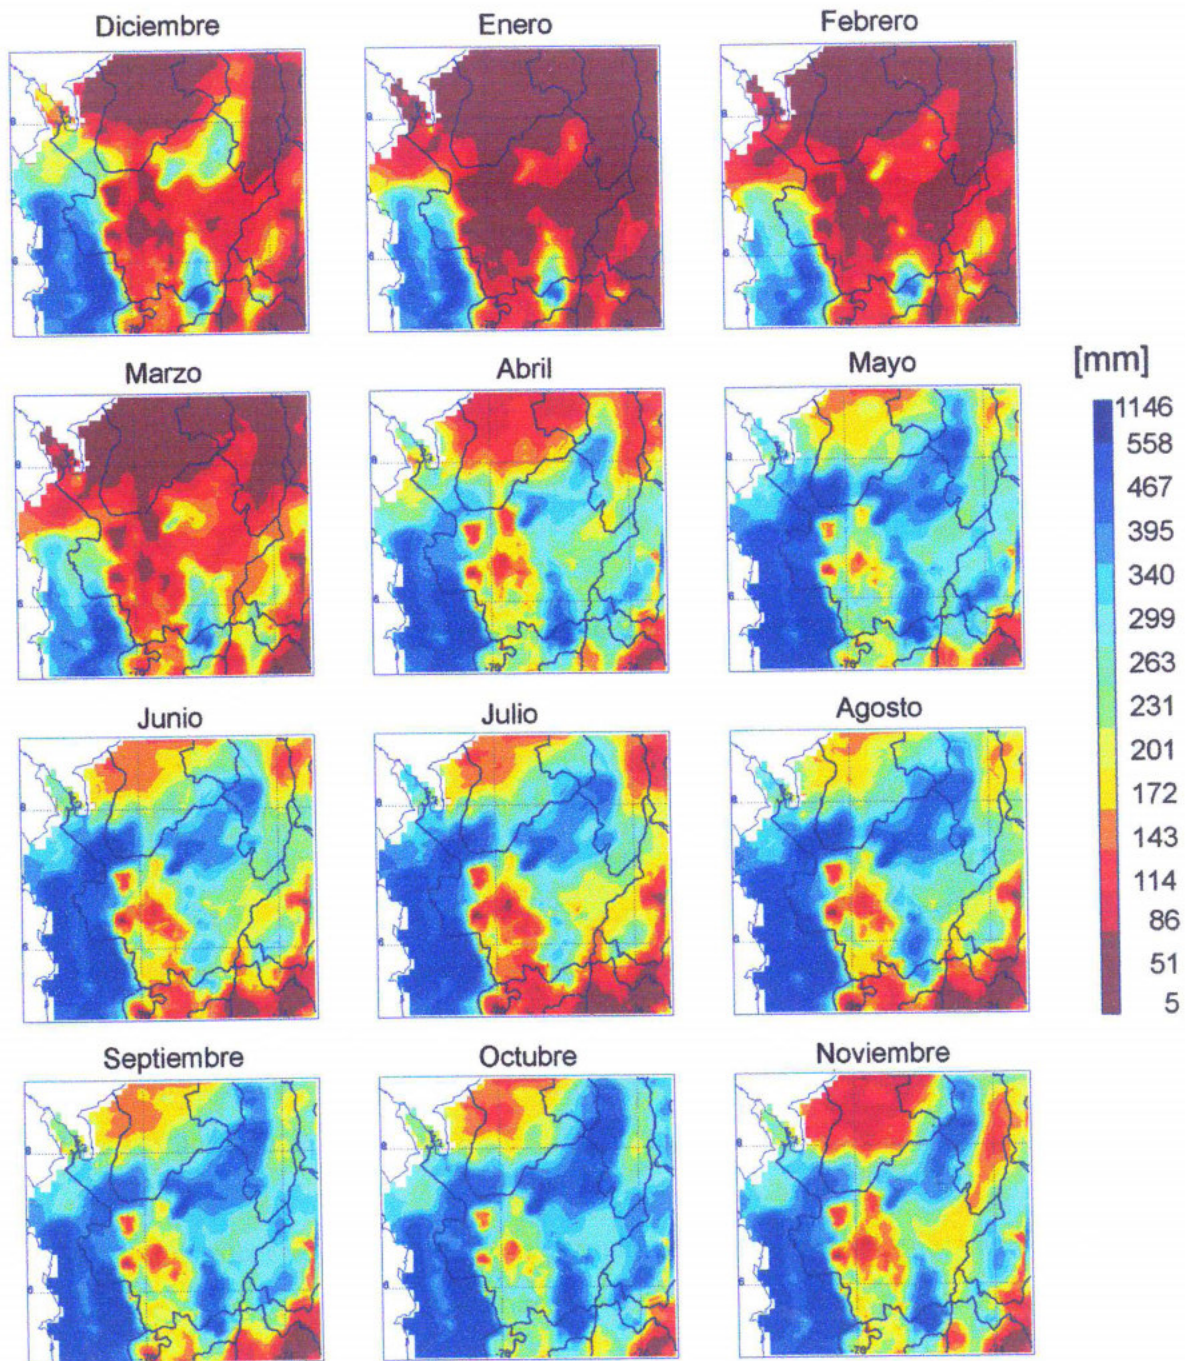 Diciembre
Enero
Febrero
Marzo
Abril
Mayo
[mm]
1146
558
467
395
340
299
263
231
201
172
143
114
86
51
5
Junio
Julio
Agosto
Septiembre
Octubre
Noviembre